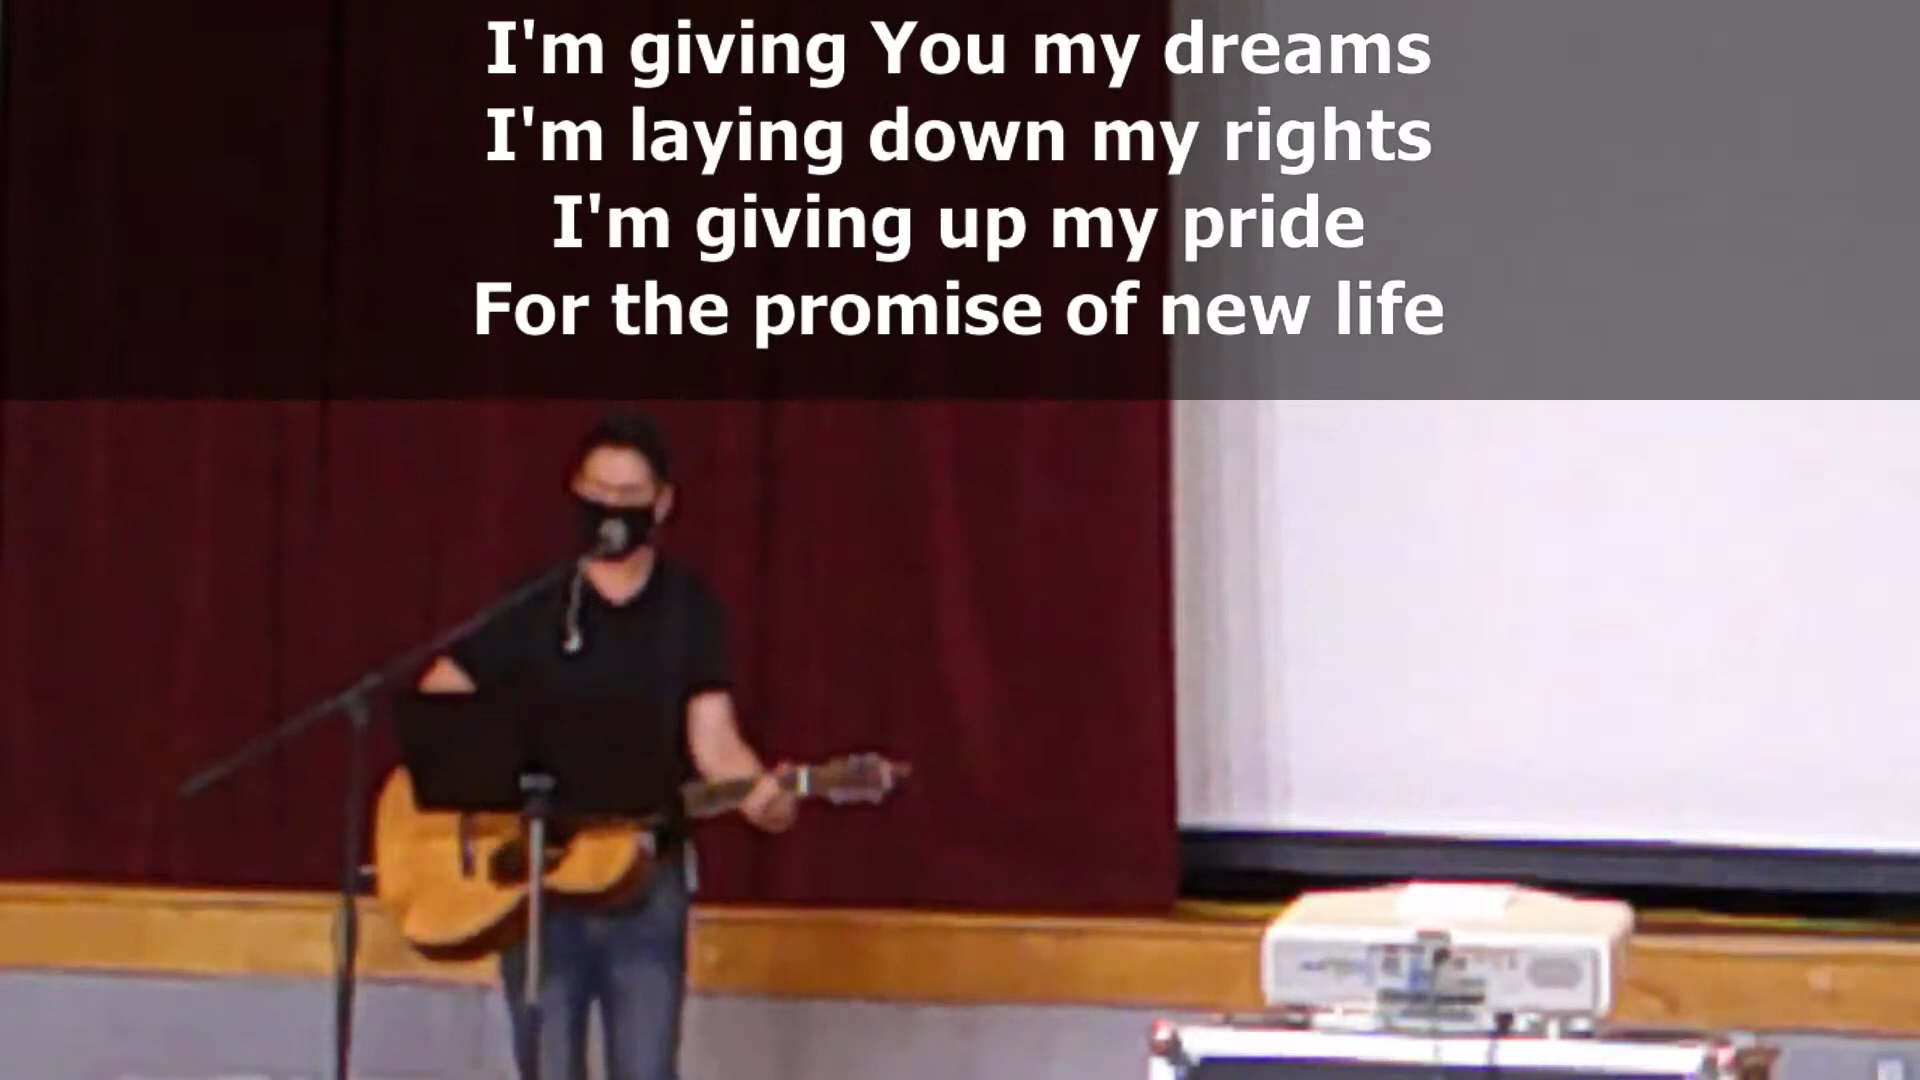 I'm giving You my dreams
I'm laying down my rights
I'm giving up my pride
For the promise of new life